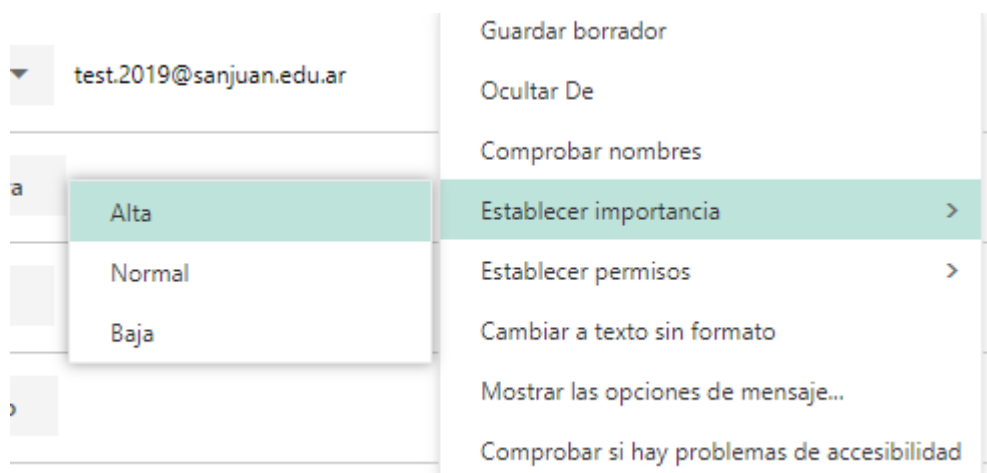 Guardar borrador
test.2019@sanjuan.edu.ar
Ocultar De
Comprobar nombres
a
Alta
Establecer importancia
Normal
Establecer permisos
Baja
Cambiar a texto sin formato
Mostrar las opciones de mensaje...
Comprobar si hay problemas de accesibilidad